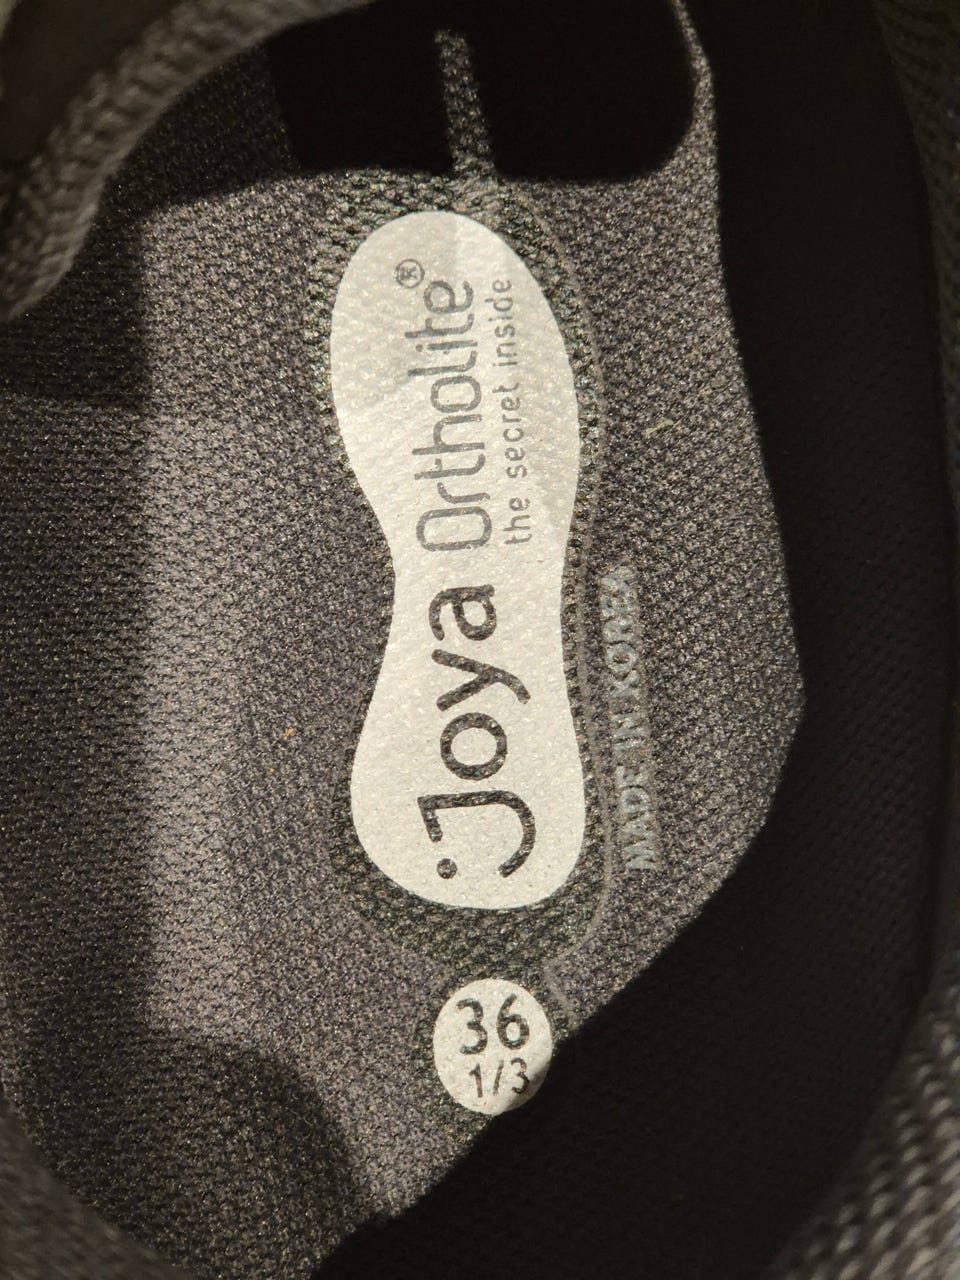 Joya Ortholite®
the secret inside
MADE IN KOREA
36
1/3